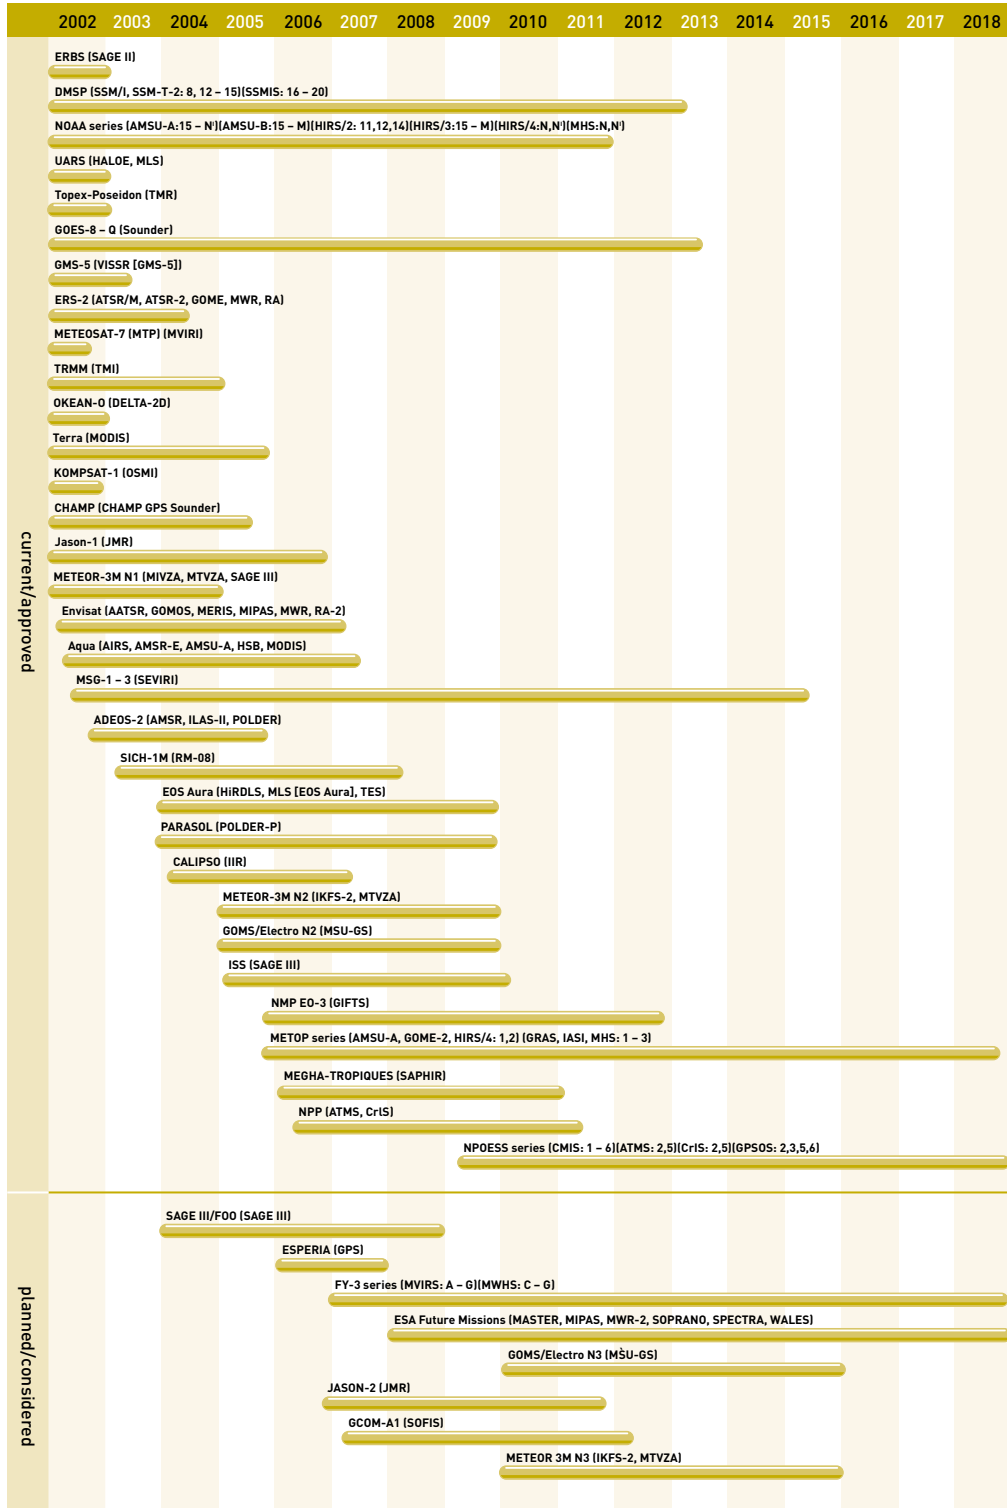 2002 2003 2004 2005 2006 2007 2008 2009 2010 2011 2012 2013 2014 2015 2016 2017 2018
current/approved
ERBS (SAGE II)
DMSP (SSM/I, SSM-T-2: 8, 12 – 15)(SSMIS: 16 – 20)
NOAA series (AMSU-A:15 – N')(AMSU-B:15 – M)(HIRS/2: 11,12,14)(HIRS/3:15 – M)(HIRS/4:N,N')(MHS:N,N')
UARS (HALOE, MLS)
Topex-Poseidon (TMR)
GOES-8 – Q (Sounder)
GMS-5 (VISSR [GMS-5])
ERS-2 (ATSR/M, ATSR-2, GOME, MWR, RA)
METEOSAT-7 (MTP) (MVIRI)
TRMM (TMI)
OKEAN-O (DELTA-2D)
Terra (MODIS)
KOMPSAT-1 (OSMI)
CHAMP (CHAMP GPS Sounder)
Jason-1 (JMR)
METEOR-3M N1 (MIVZA, MTVZA, SAGE III)
Envisat (AATSR, GOMOS, MERIS, MIPAS, MWR, RA-2)
Aqua (AIRS, AMSR-E, AMSU-A, HSB, MODIS)
MSG-1 – 3 (SEVIRI)
ADEOS-2 (AMSR, ILAS-II, POLDER)
SICH-1M (RM-08)
EOS Aura (HiRDLS, MLS [EOS Aura], TES)
PARASOL (POLDER-P)
CALIPSO (IIR)
METEOR-3M N2 (IKFS-2, MTVZA)
GOMS/Electro N2 (MSU-GS)
ISS (SAGE III)
NMP EO-3 (GIFTS)
METOP series (AMSU-A, GOME-2, HIRS/4: 1,2) (GRAS, IASI, MHS: 1 – 3)
MEGHA-TROPIQUES (SAPHIR)
NPP (ATMS, CrIS)
NPOESS series (CMIS: 1 – 6)(ATMS: 2,5)(CrIS: 2,5)(GPSOS: 2,3,5,6)
planned/considered
SAGE III/FOO (SAGE III)
ESPERIA (GPS)
FY-3 series (MVIRS: A – G)(MWHS: C – G)
ESA Future Missions (MASTER, MIPAS, MWR-2, SOPRANO, SPECTRA, WALES)
GOMS/Electro N3 (MṠU-GS)
JASON-2 (JMR)
GCOM-A1 (SOFIS)
METEOR 3M N3 (IKFS-2, MTVZA)